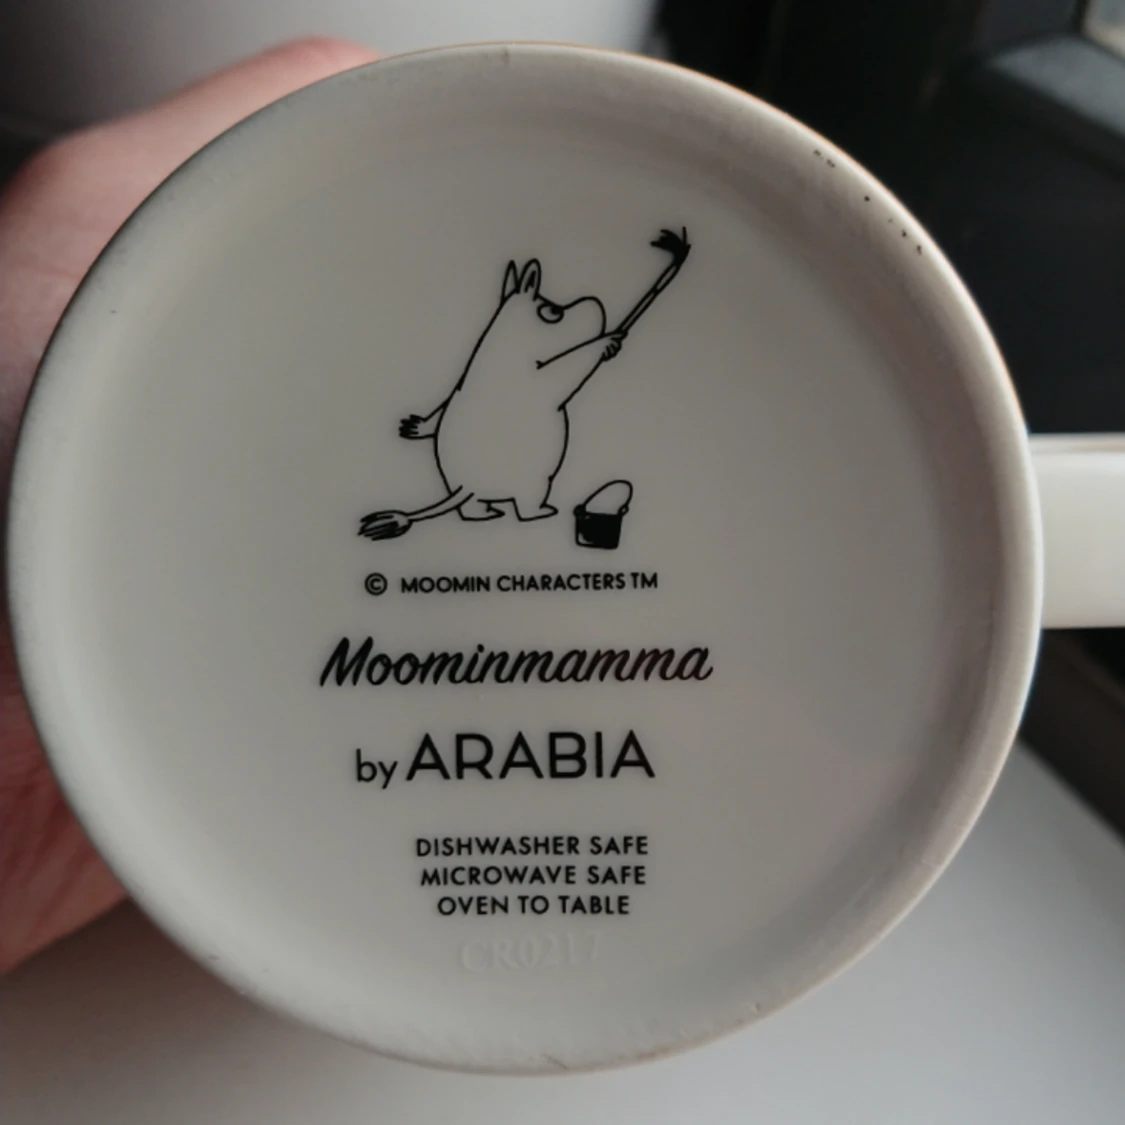 © MOOMIN CHARACTERS TM
Moominmamma
by ARABIA
DISHWASHER SAFE
MICROWAVE SAFE
OVEN TO TABLE
CR0217